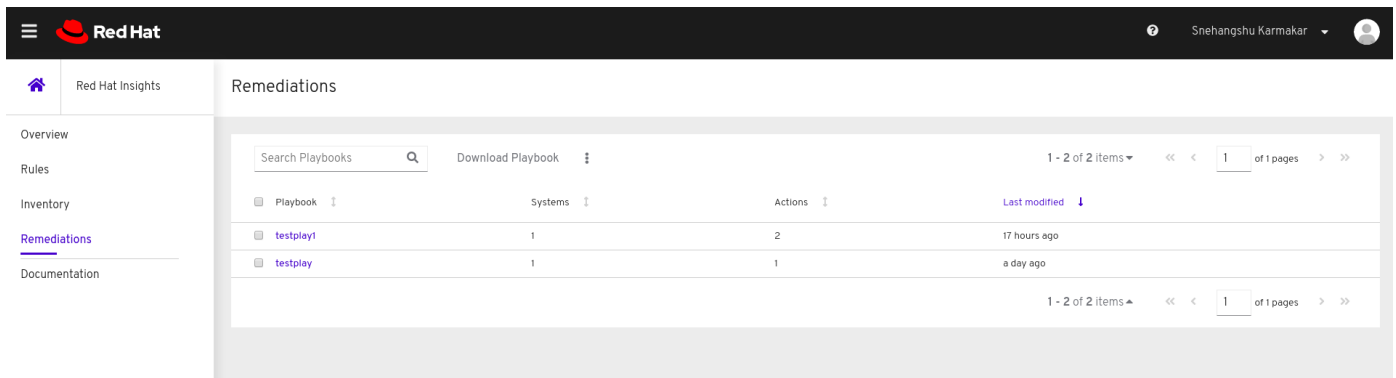 Red Hat
Snehangshu Karmakar
Red Hat Insights
Remediations
Overview
Rules
Inventory
Remediations
Documentation
Search Playbooks Download Playbook 1 - 2 of 2 items 1 of 1 pages
Playbook Systems Actions Last modified
testplay1 1 2 17 hours ago
testplay 1 1 a day ago
1 - 2 of 2 items 1 of 1 pages